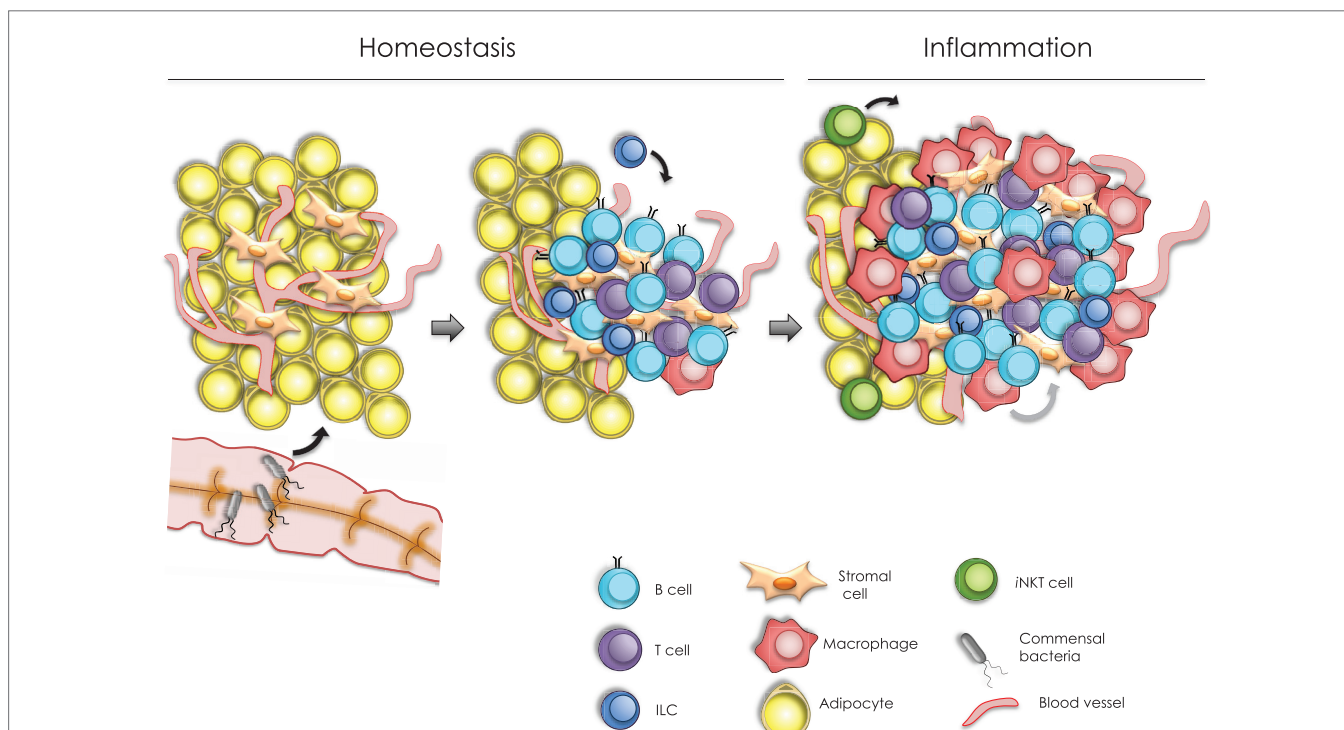 Homeostasis
Inflammation
B cell
Stromal
cell
iNKT cell
T cell
Macrophage
Commensal
bacteria
ILC
Adipocyte
Blood vessel